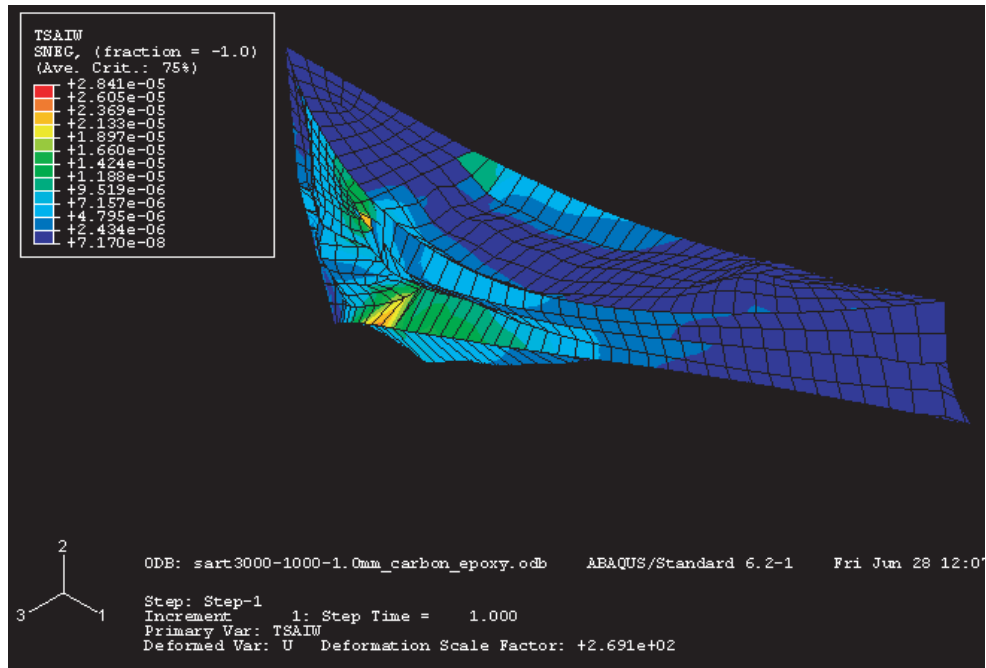 TSAIW
SNEG, (fraction = -1.0)
(Ave. Crit.: 75%)
+2.841e-05
+2.605e-05
+2.369e-05
+2.133e-05
+1.897e-05
+1.660e-05
+1.424e-05
+1.188e-05
+9.519e-06
+7.157e-06
+4.795e-06
+2.434e-06
+7.170e-08
2
3
1
ODB: sart3000-1000-1.0mm_carbon_epoxy.odb ABAQUS/Standard 6.2-1 Fri Jun 28 12:07
Step: Step-1
Increment 1: Step Time = 1.000
Primary Var: TSAIW
Deformed Var: U Deformation Scale Factor: +2.691e+02